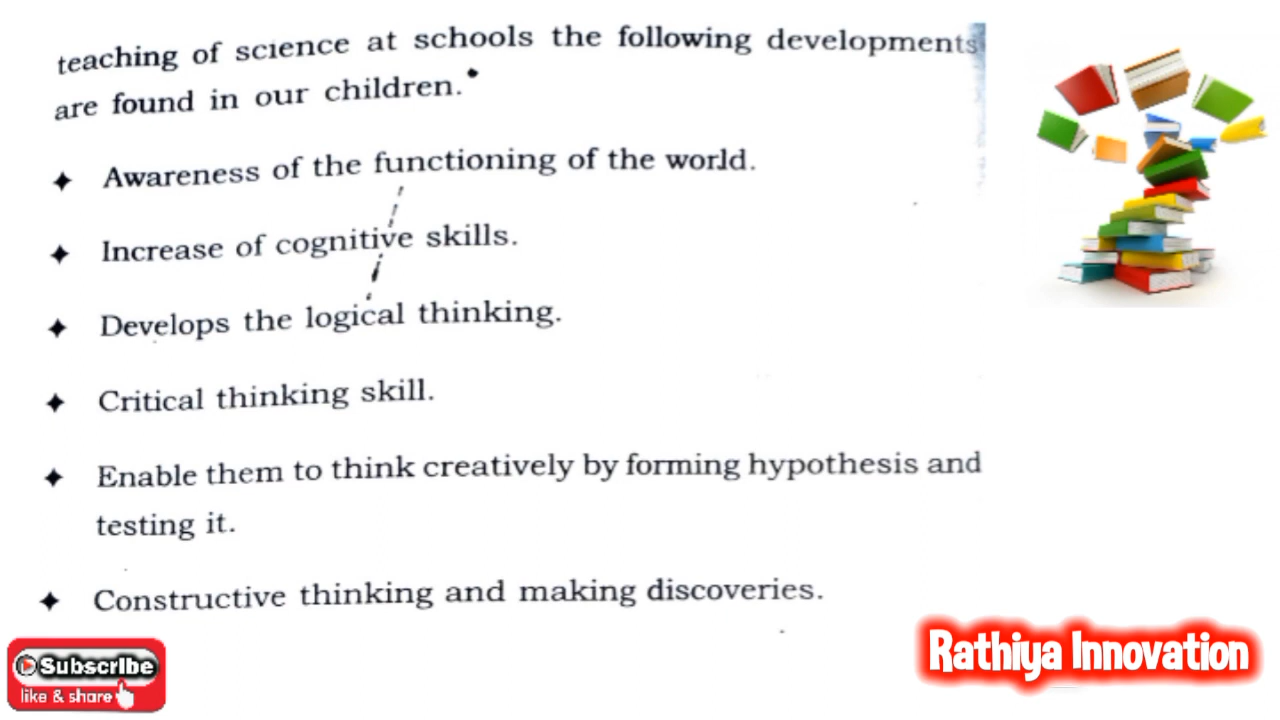 teaching of science at schools the following developments
are found in our children.
✦ Awareness of the functioning of the world.
✦ Increase of cognitive skills.
✦ Develops the logical thinking.
✦ Critical thinking skill.
✦ Enable them to think creatively by forming hypothesis and
testing it.
✦ Constructive thinking and making discoveries.
Subscribe
like & share
Rathiya Innovation